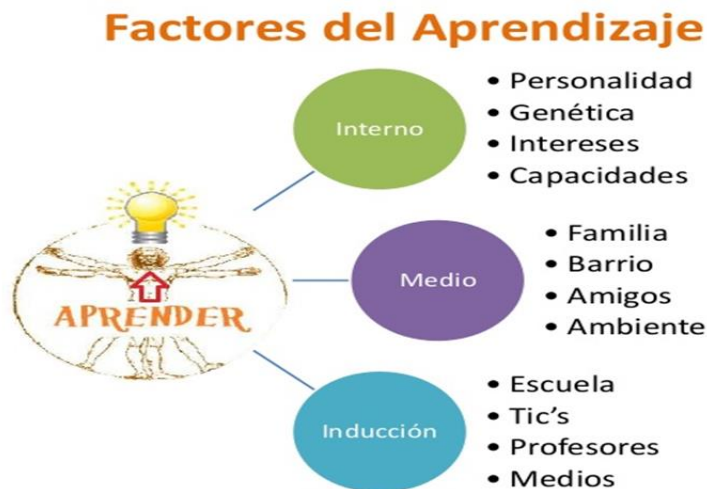 Factores del Aprendizaje
Interno
• Personalidad
• Genética
• Intereses
• Capacidades
APRENDER
Medio
• Familia
• Barrio
• Amigos
• Ambiente
Inducción
• Escuela
• Tic's
• Profesores
• Medios